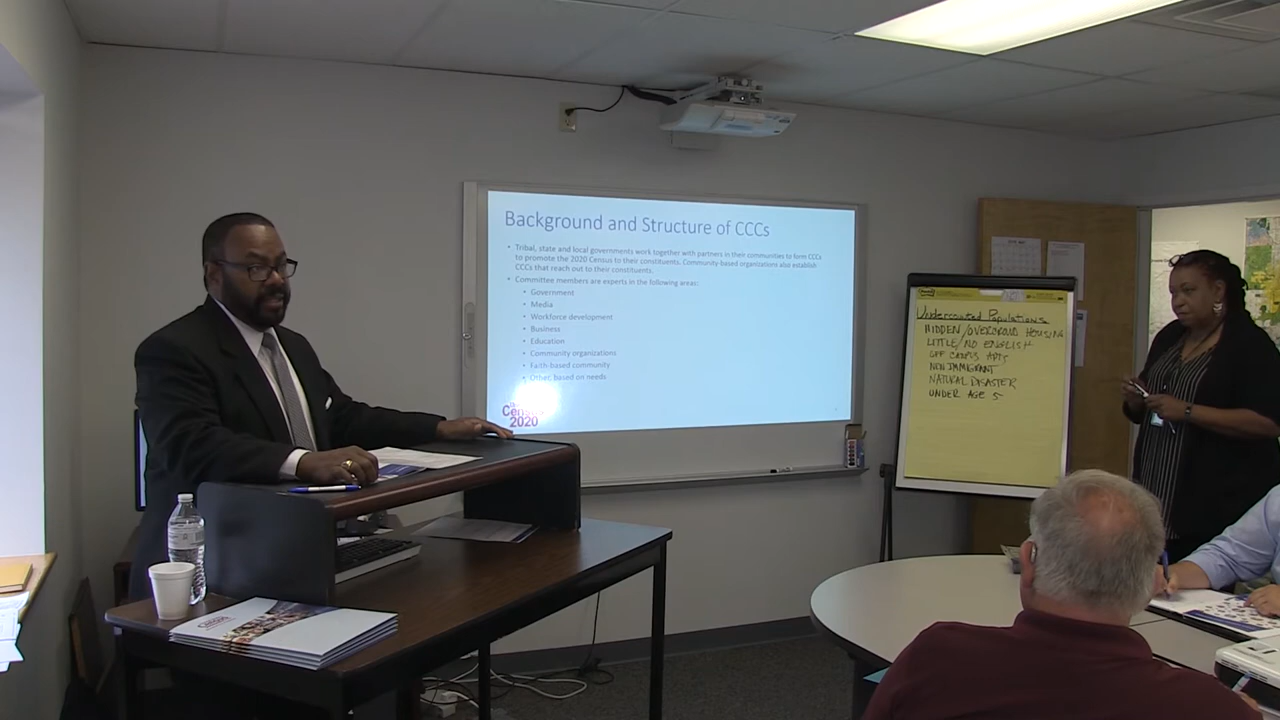 Background and Structure of CCCs
• Tribal, state and local governments work together with partners in their communities to form CCCs
to promote the 2020 Census to their constituents. Community-based organizations also establish
CCCs that reach out to their constituents.
• Committee members are experts in the following areas:
• Government
• Media
• Workforce development
• Business
• Education
• Community organizations
• Faith-based community
• Other, based on needs
Census
2020
Undercounted Populations
HIDDEN/OVERCROWD HOUSING
LITTLE/NO ENGLISH
OFF CAMPUS APTS
NON IMMIGRANT
NATURAL DISASTER
UNDER AGE 5